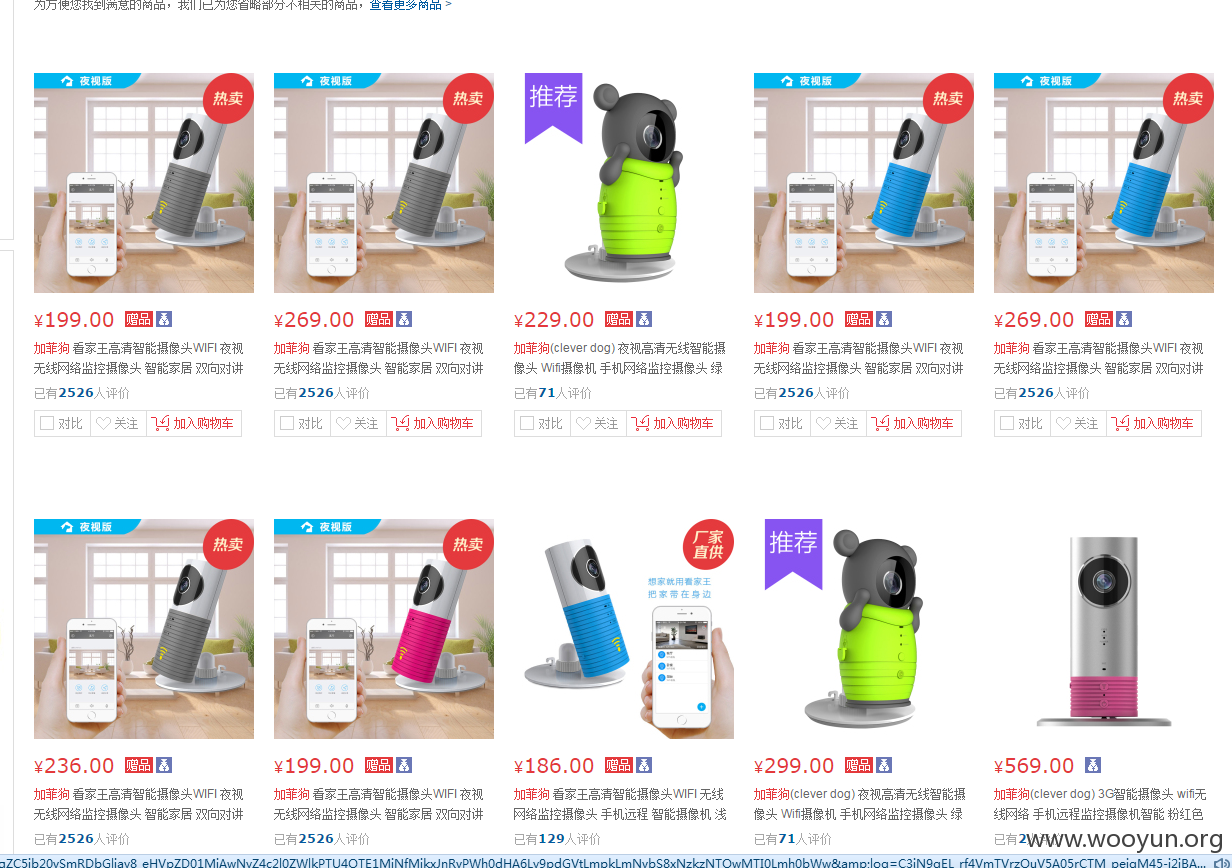 为方便您找到满意的商品，我们已为您省略部分不相关的商品，查看更多商品 >
夜视版
热卖
夜视版
热卖
推荐
夜视版
热卖
夜视版
热卖
¥199.00 赠品
¥269.00 赠品
¥229.00 赠品
¥199.00 赠品
¥269.00 赠品
加菲狗 看家王高清智能摄像头WIFI 夜视
无线网络监控摄像头 智能家居 双向对讲
加菲狗 看家王高清智能摄像头WIFI 夜视
无线网络监控摄像头 智能家居 双向对讲
加菲狗(clever dog) 夜视高清无线智能摄
像头 Wifi摄像机 手机网络监控摄像头 绿
加菲狗 看家王高清智能摄像头WIFI 夜视
无线网络监控摄像头 智能家居 双向对讲
加菲狗 看家王高清智能摄像头WIFI 夜视
无线网络监控摄像头 智能家居 双向对讲
已有2526人评价
已有2526人评价
已有71人评价
已有2526人评价
已有2526人评价
对比 关注 加入购物车
对比 关注 加入购物车
对比 关注 加入购物车
对比 关注 加入购物车
对比 关注 加入购物车
夜视版
热卖
夜视版
热卖
厂家
直供
想家就用看家王
把家带在身边
推荐
¥236.00 赠品
¥199.00 赠品
¥186.00 赠品
¥299.00 赠品
¥569.00
加菲狗 看家王高清智能摄像头WIFI 夜视
无线网络监控摄像头 智能家居 双向对讲
加菲狗 看家王高清智能摄像头WIFI 夜视
无线网络监控摄像头 智能家居 双向对讲
加菲狗 看家王高清智能摄像头WIFI 无线
网络摄像头 手机远程 智能摄像机 浅
加菲狗(clever dog) 夜视高清无线智能摄
像头 Wifi摄像机 手机网络监控摄像头 绿
加菲狗(clever dog) 3G智能摄像头 wifi无
线网络 手机远程监控摄像机智能 粉红色
已有2526人评价
已有2526人评价
已有129人评价
已有71人评价
已有2人评价
www.wooyun.org